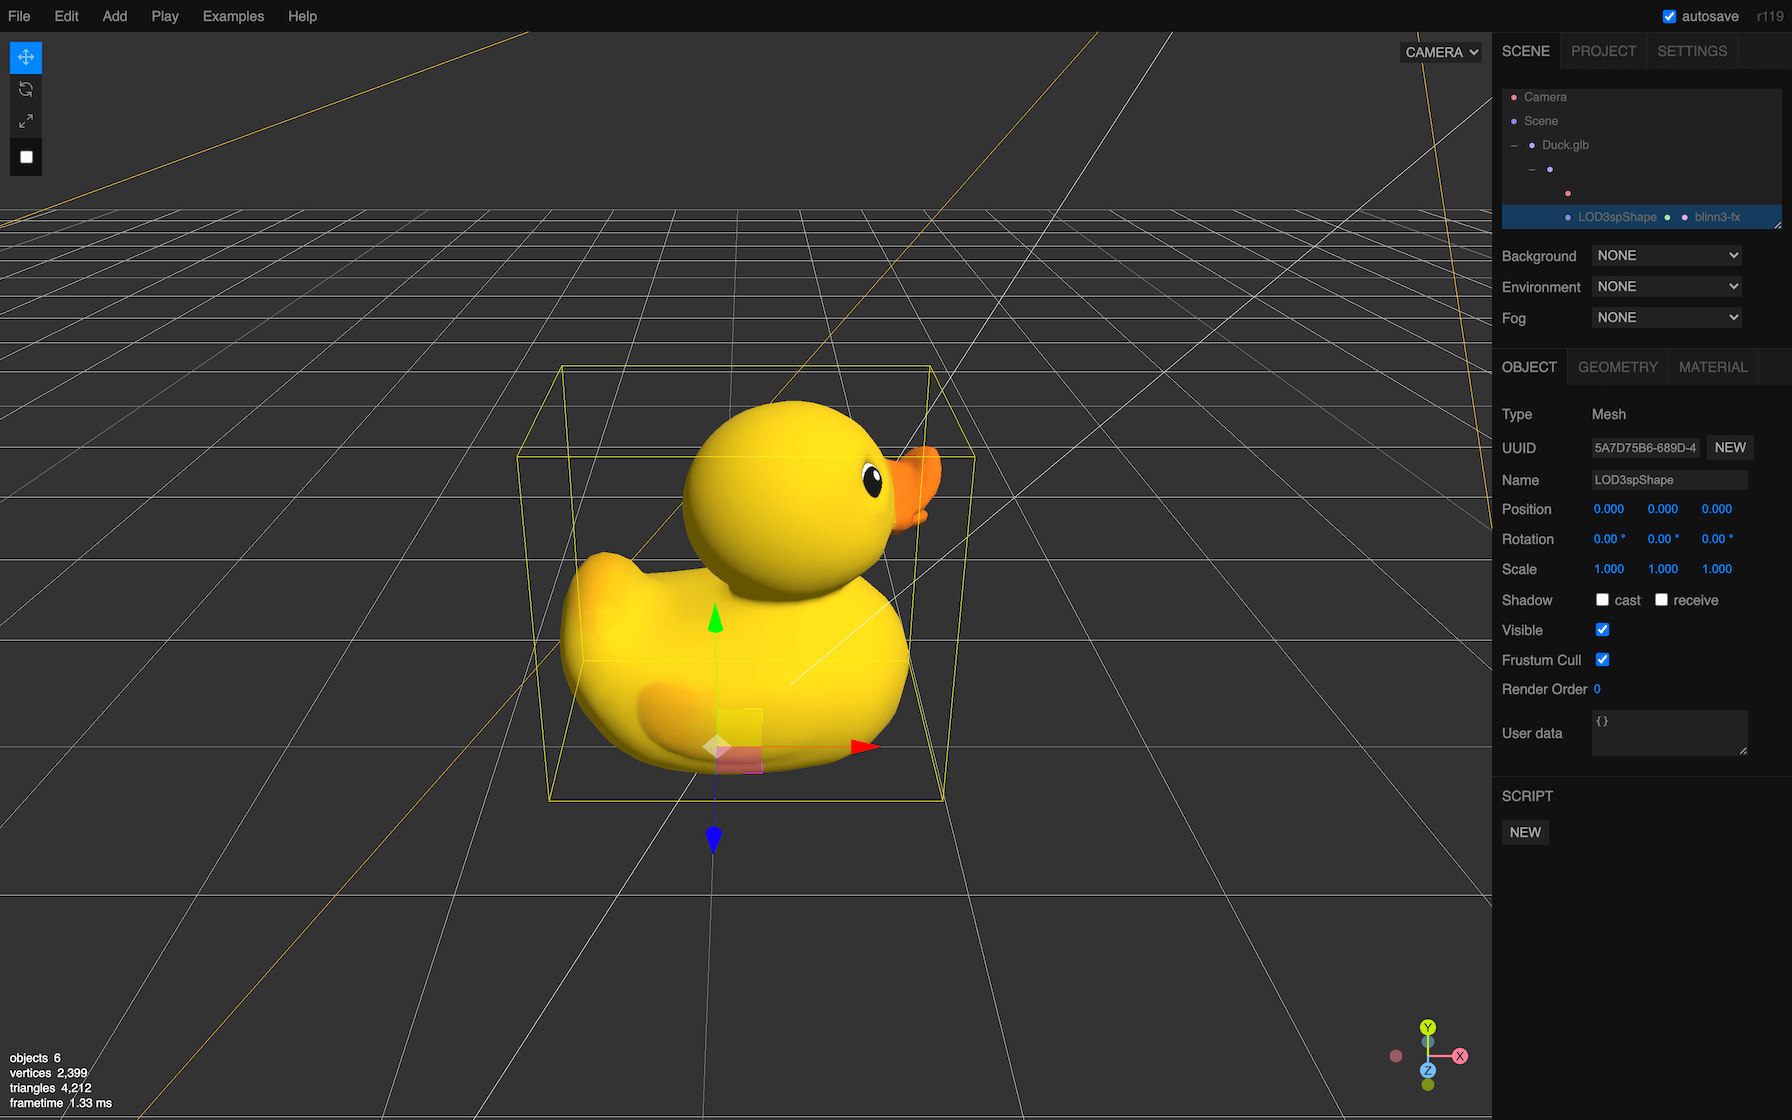 File Edit Add Play Examples Help autosave r119
CAMERA
SCENE PROJECT SETTINGS
Camera
Scene
Duck.glb
LOD3spShape blinn3-fx
Background NONE
Environment NONE
Fog NONE
OBJECT GEOMETRY MATERIAL
Type Mesh
UUID 5A7D75B6-689D-4 NEW
Name LOD3spShape
Position 0.000 0.000 0.000
Rotation 0.00 ° 0.00 ° 0.00 °
Scale 1.000 1.000 1.000
Shadow cast receive
Visible
Frustum Cull
Render Order 0
User data {}
SCRIPT
NEW
Y
X
Z
objects 6
vertices 2,399
triangles 4,212
frametime 1.33 ms